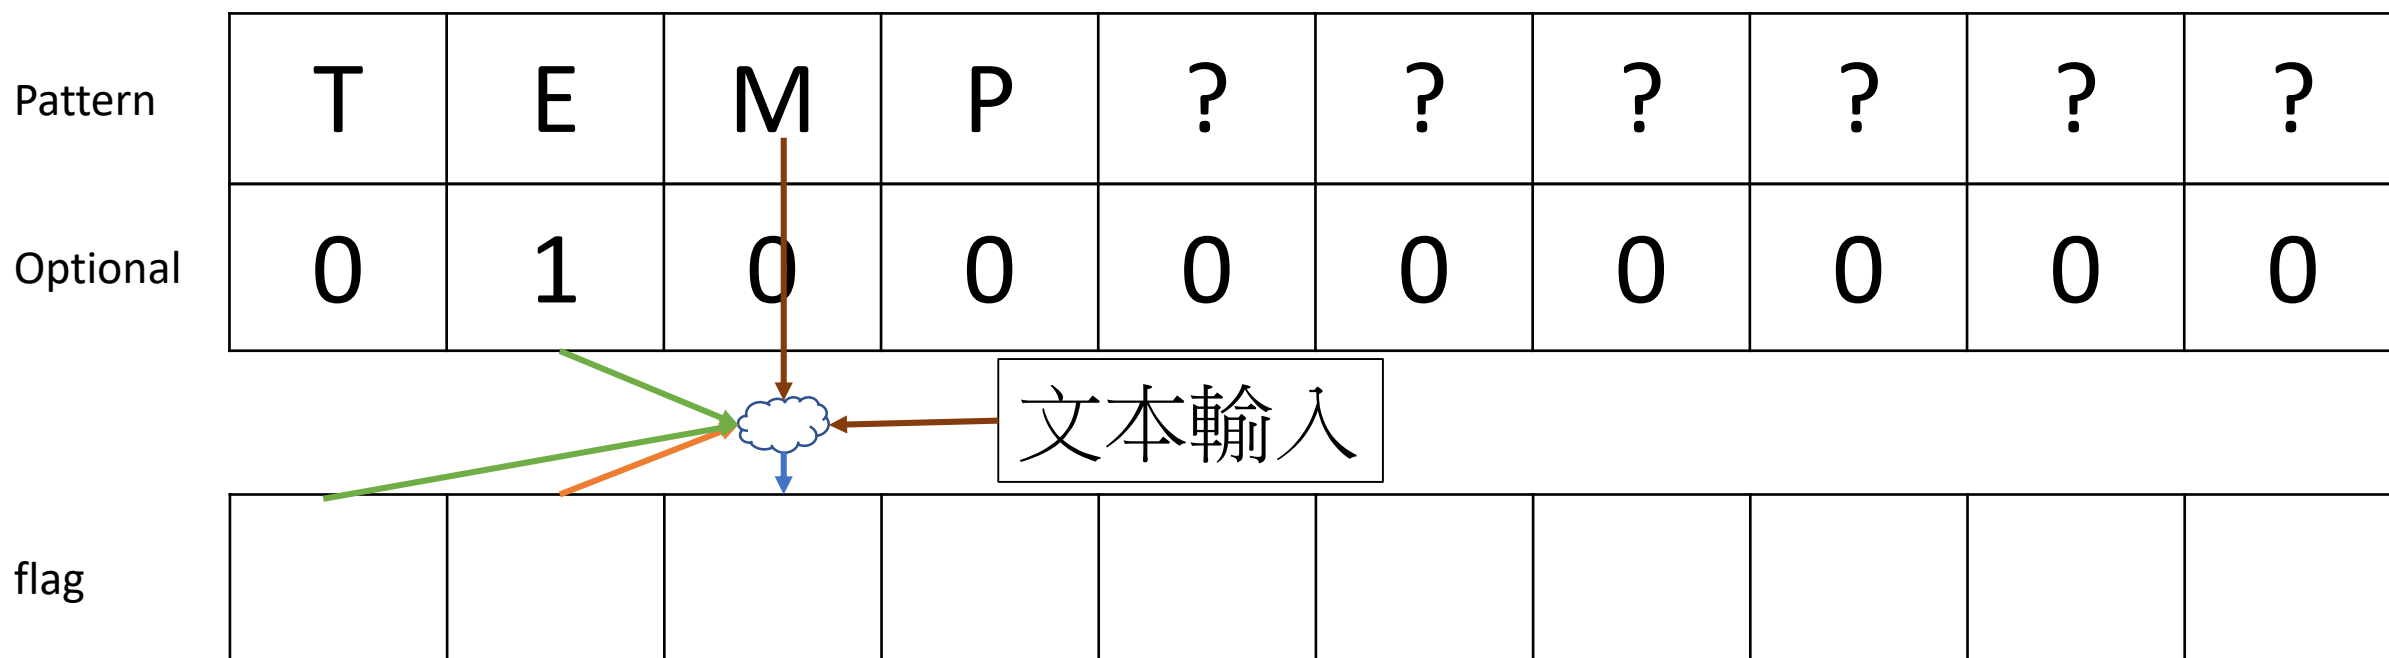 Pattern T E M P ? ? ? ? ? ?
Optional 0 1 0 0 0 0 0 0 0 0
文本輸入
flag